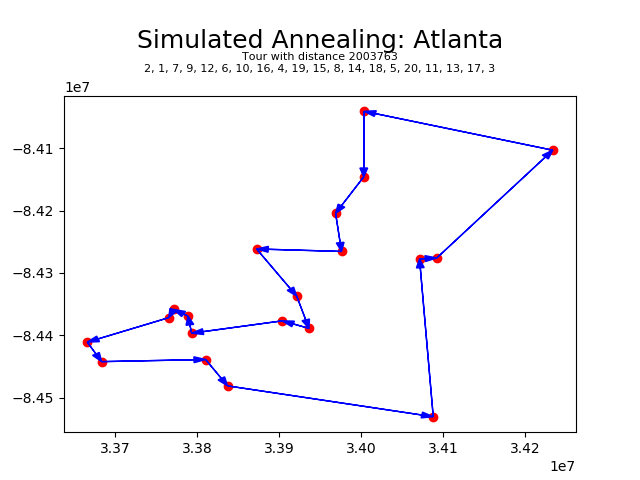 Simulated Annealing: Atlanta
Tour with distance 2003763
2, 1, 7, 9, 12, 6, 10, 16, 4, 19, 15, 8, 14, 18, 5, 20, 11, 13, 17, 3
1e7
−8.41
−8.42
−8.43
−8.44
−8.45
3.37 3.38 3.39 3.40 3.41 3.42
1e7